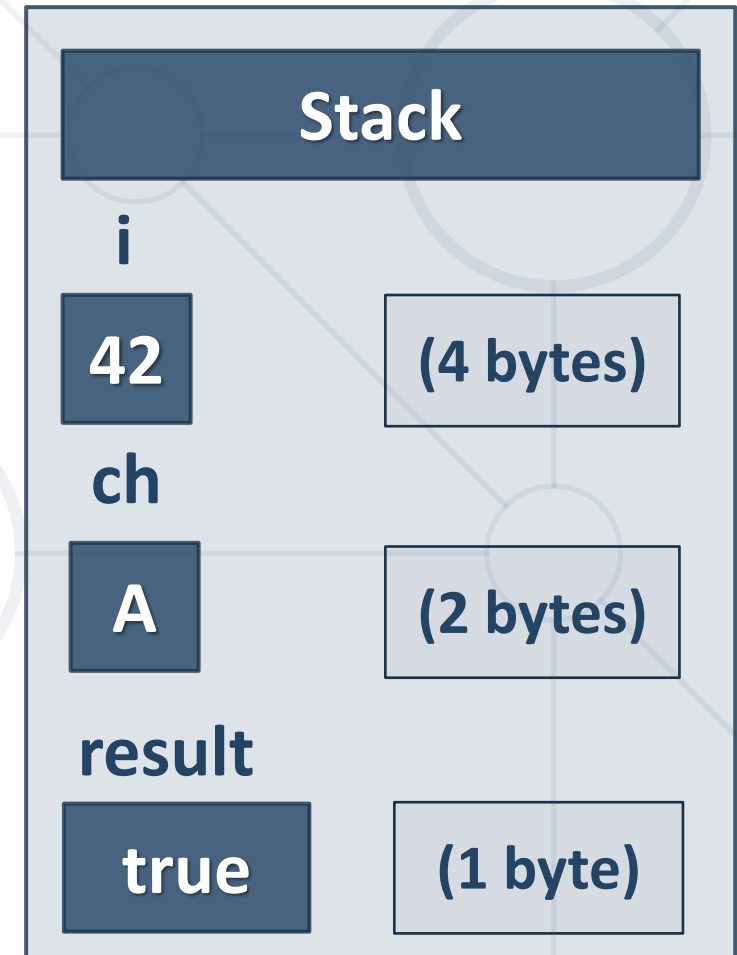 Stack
i
42
(4 bytes)
ch
A
(2 bytes)
result
true
(1 byte)